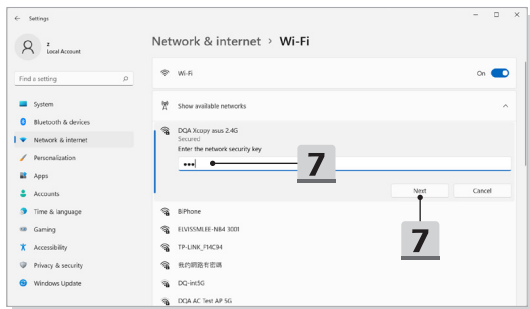 Settings
z
Local Account
Find a setting
System
Bluetooth & devices
Network & internet
Personalization
Apps
Accounts
Time & language
Gaming
Accessibility
Privacy & security
Windows Update
Network & internet > Wi-Fi
Wi-Fi
On
Show available networks
DQA Xcopy asus 2.4G
Secured
Enter the network security key
•••
7
Next
Cancel
7
BiPhone
ELVISSMLEE-NB4 3001
TP-LINK_F14C94
我的網路有密碼
DQ-int5G
DQA AC Test AP 5G